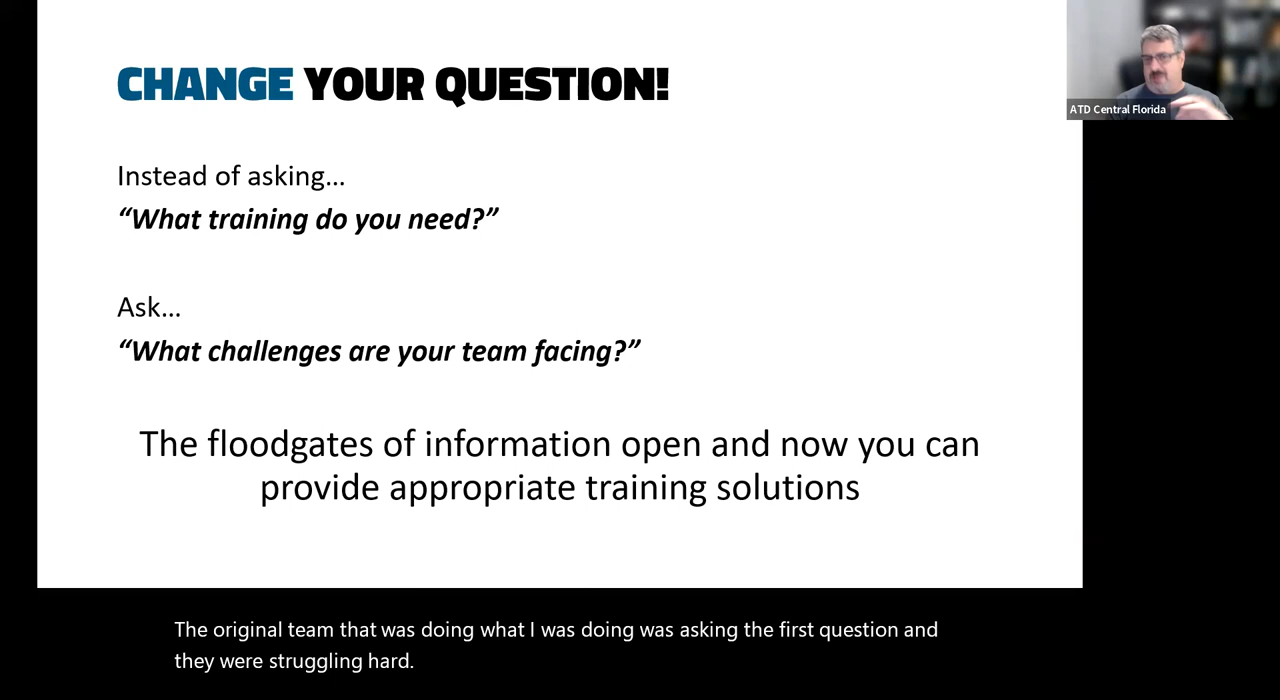 CHANGE YOUR QUESTION!
ATD Central Florida
Instead of asking…
“What training do you need?”
Ask…
“What challenges are your team facing?”
The floodgates of information open and now you can
provide appropriate training solutions
The original team that was doing what I was doing was asking the first question and
they were struggling hard.